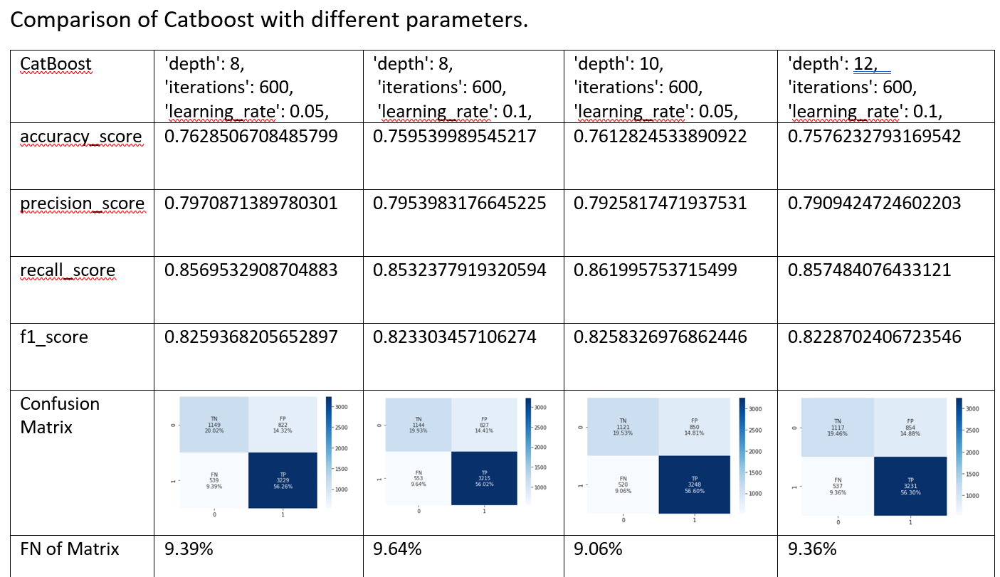 Comparison of Catboost with different parameters.
CatBoost
'depth': 8,
'iterations': 600,
'learning_rate': 0.05,
'depth': 8,
'iterations': 600,
'learning_rate': 0.1,
'depth': 10,
'iterations': 600,
'learning_rate': 0.05,
'depth': 12,
'iterations': 600,
'learning_rate': 0.1,
accuracy_score 0.7628506708485799 0.759539989545217 0.7612824533890922 0.7576232793169542
precision_score 0.79708713897803​01 0.7953983176645225 0.7925817471937531 0.7909424724602203
recall_score 0.8569532908704883 0.8532377919320594 0.861995753715499 0.857484076433121
f1_score 0.8259368205652897 0.823303457106274 0.8258326976862446 0.8228702406723546
Confusion
Matrix
0
1
TN
1149
20.02%
FP
822
14.32%
FN
539
9.39%
TP
3229
56.26%
0 1
3000
2500
2000
1500
1000
0
1
TN
1144
19.93%
FP
827
14.41%
FN
553
9.64%
TP
3215
56.02%
0 1
3000
2500
2000
1500
1000
0
1
TN
1121
19.53%
FP
850
14.81%
FN
520
9.06%
TP
3248
56.60%
0 1
3000
2500
2000
1500
1000
0
1
TN
1117
19.46%
FP
854
14.88%
FN
537
9.36%
TP
3231
56.30%
0 1
3000
2500
2000
1500
1000
FN of Matrix 9.39% 9.64% 9.06% 9.36%